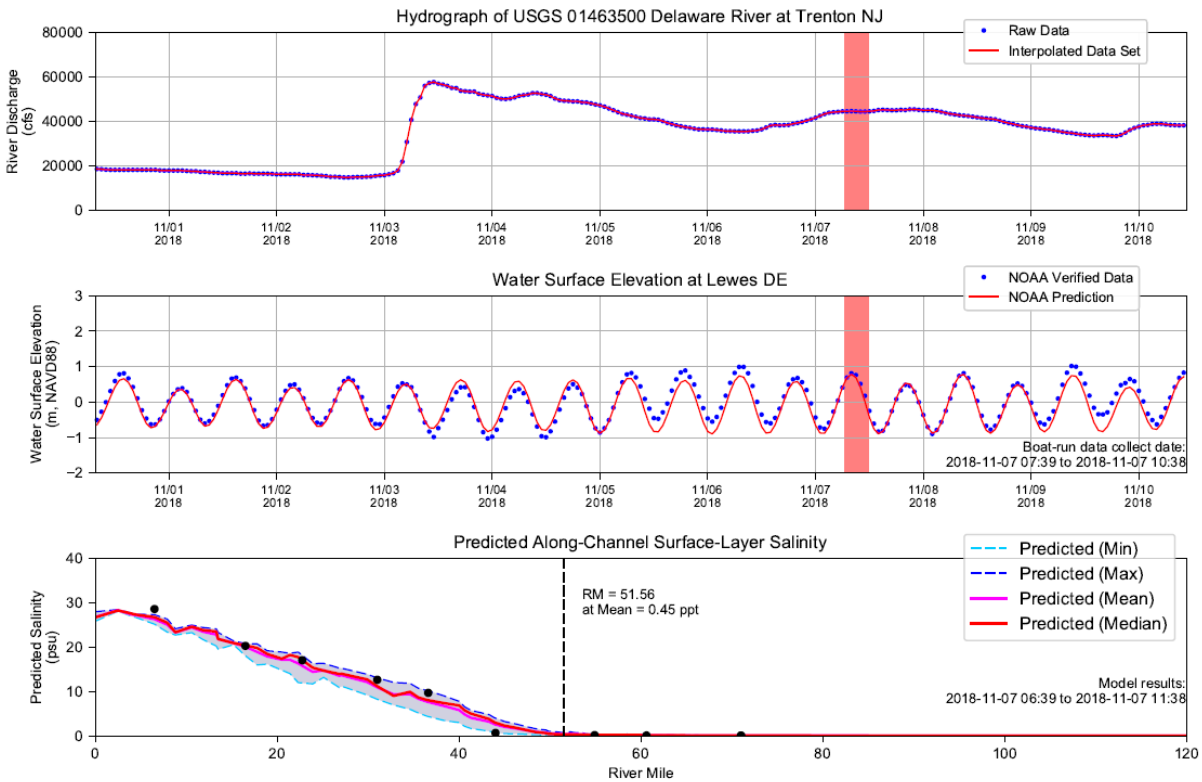 Hydrograph of USGS 01463500 Delaware River at Trenton NJ
Raw Data
Interpolated Data Set
River Discharge
(cfs)
80000
60000
40000
20000
0
11/01 11/02 11/03 11/04 11/05 11/06 11/07 11/08 11/09 11/10
2018 2018 2018 2018 2018 2018 2018 2018 2018 2018
Water Surface Elevation at Lewes DE
NOAA Verified Data
NOAA Prediction
Water Surface Elevation
(m, NAVD88)
3
2
1
0
−1
−2
Boat-run data collect date:
2018-11-07 07:39 to 2018-11-07 10:38
11/01 11/02 11/03 11/04 11/05 11/06 11/07 11/08 11/09 11/10
2018 2018 2018 2018 2018 2018 2018 2018 2018 2018
Predicted Along-Channel Surface-Layer Salinity
Predicted (Min)
Predicted (Max)
Predicted (Mean)
Predicted (Median)
Predicted Salinity
(psu)
40
30
20
10
0
RM = 51.56
at Mean = 0.45 ppt
Model results:
2018-11-07 06:39 to 2018-11-07 11:38
0 20 40 60 80 100 120
River Mile